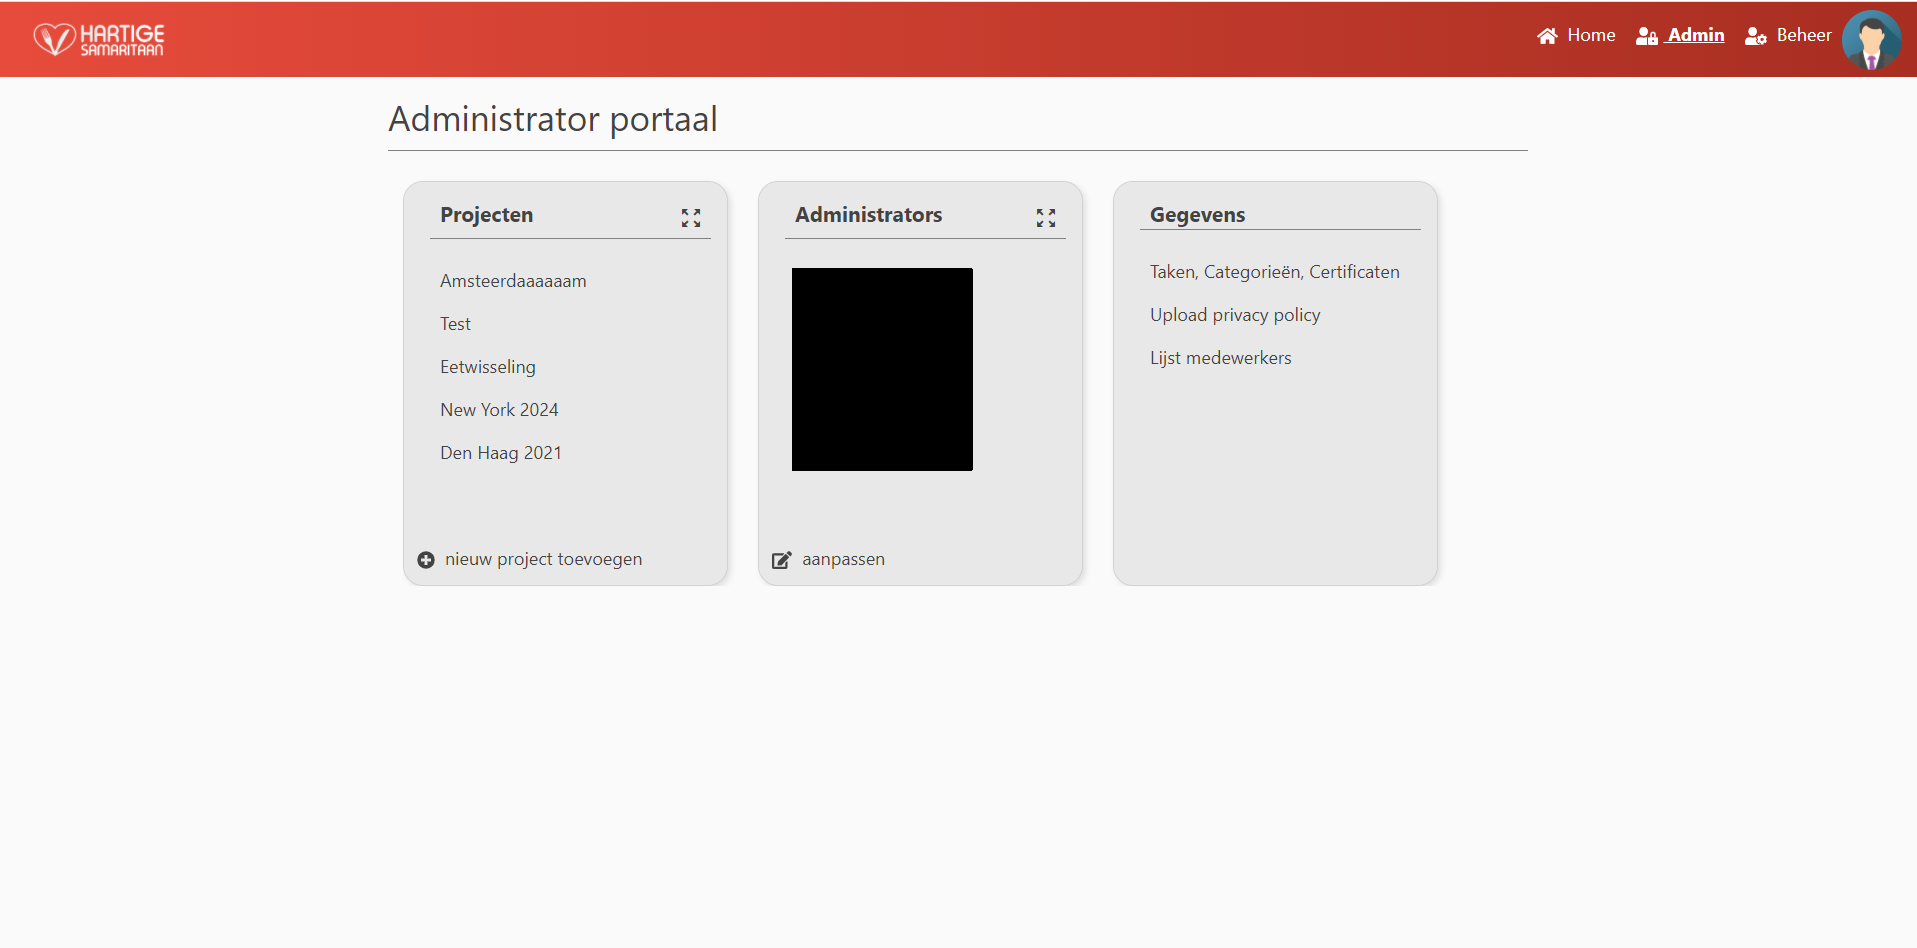 HARTIGE
SAMARITAAN
Home Admin Beheer
Administrator portaal
Projecten
Amsteerdaaaaaam
Test
Eetwisseling
New York 2024
Den Haag 2021
nieuw project toevoegen
Administrators
aanpassen
Gegevens
Taken, Categorieën, Certificaten
Upload privacy policy
Lijst medewerkers